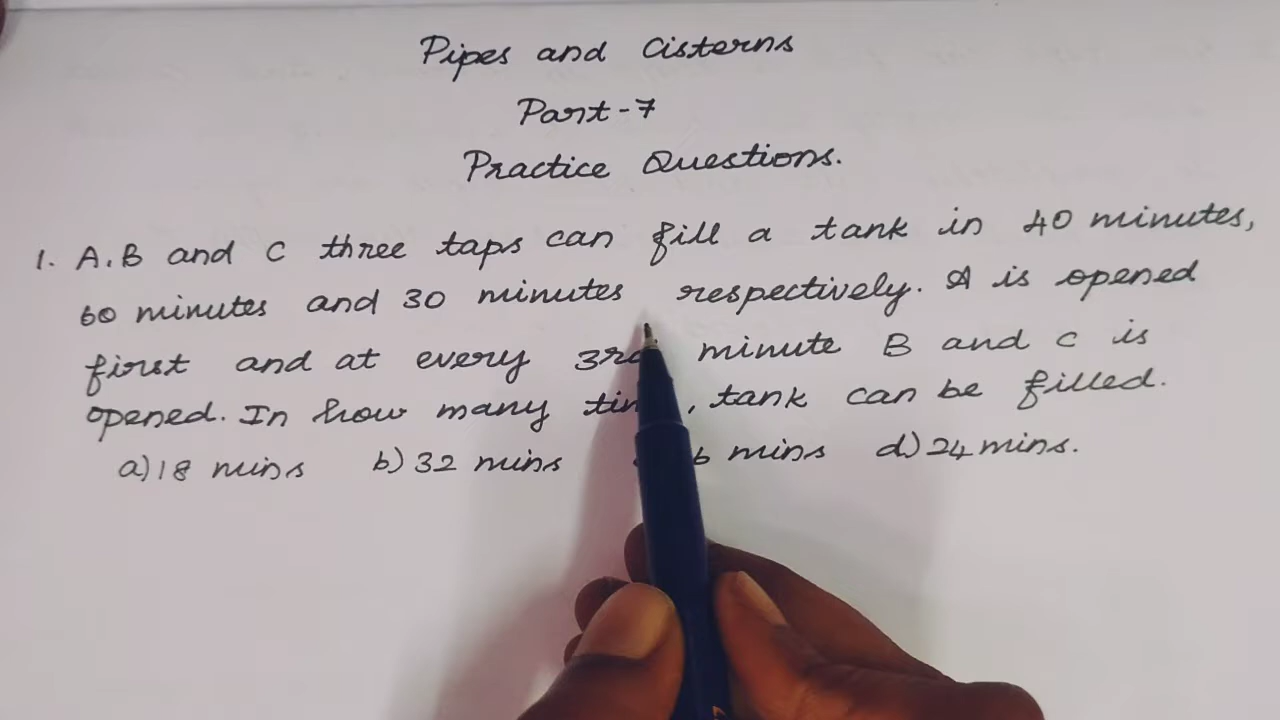 Pipes and Cisterns
Part-7
Practice Questions.
1. A.B and C three taps can fill a tank in 40 minutes,
60 minutes and 30 minutes respectively. A is opened
first and at every minute B and C is
opened. In how many , tank can be filled.
a) 18 mins b) 32 mins mins d) 24 mins.